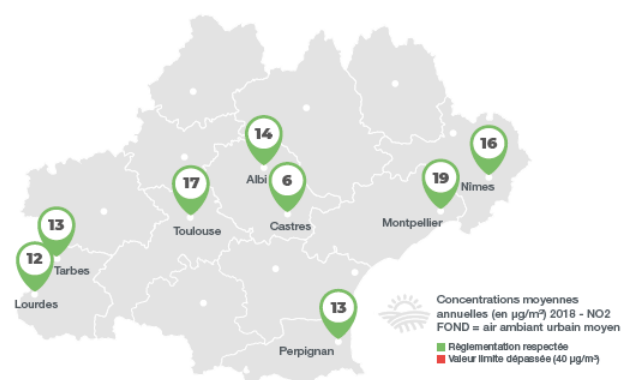 16
14
19
6
17
Albi
Nîmes
Castres
Montpellier
13
Toulouse
12
Tarbes
Lourdes
13
Perpignan
Concentrations moyennes
annuelles (en µg/m³) 2018 - NO2
FOND = air ambiant urbain moyen
Règlementation respectée
Valeur limite dépassée (40 µg/m³)